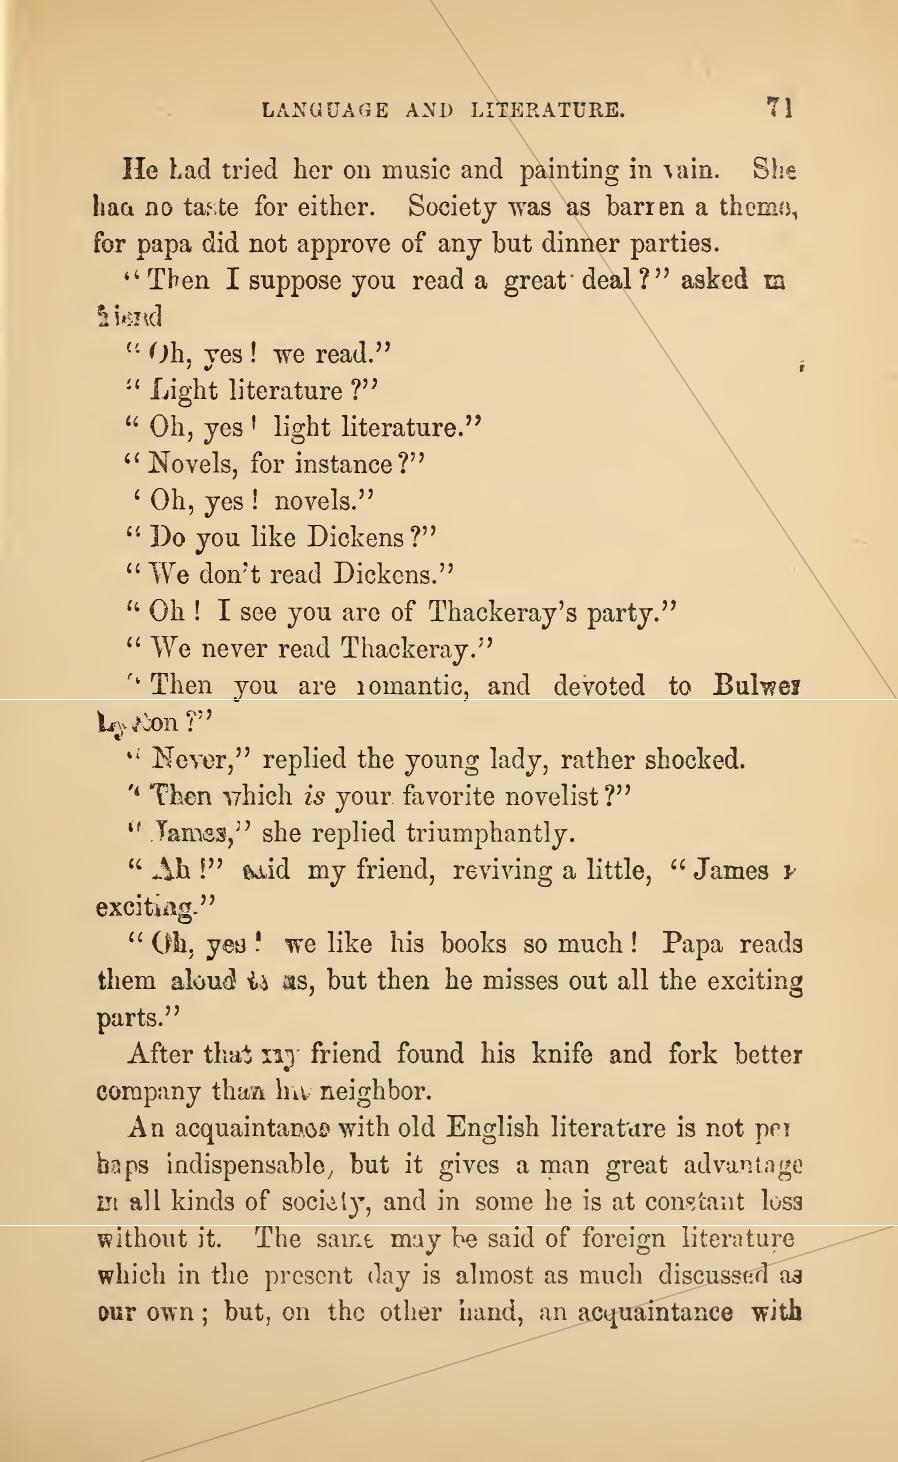 LANGUAGE AND LITERATURE. 71
He had tried her on music and painting in vain. She
had no taste for either. Society was as barren a theme,
for papa did not approve of any but dinner parties.
“Then I suppose you read a great deal?” asked m
friend
“Oh, yes! we read.”
“Light literature?”
“Oh, yes! light literature.”
“Novels, for instance?”
‘Oh, yes! novels.”
“Do you like Dickens?”
“We don't read Dickens.”
“Oh! I see you are of Thackeray's party.”
“We never read Thackeray.”
“Then you are romantic, and devoted to Bulwer
Lytton?”
“Never,” replied the young lady, rather shocked.
“Then which is your favorite novelist?”
“James,” she replied triumphantly.
“Ah!” said my friend, reviving a little, “James
exciting.”
“Oh, yes! we like his books so much! Papa reads
them aloud to us, but then he misses out all the exciting
parts.”
After that my friend found his knife and fork better
company than his neighbor.
An acquaintance with old English literature is not per
haps indispensable, but it gives a man great advantage
in all kinds of society, and in some he is at constant loss
without it. The same may be said of foreign literature
which in the present day is almost as much discussed as
our own; but, on the other hand, an acquaintance with